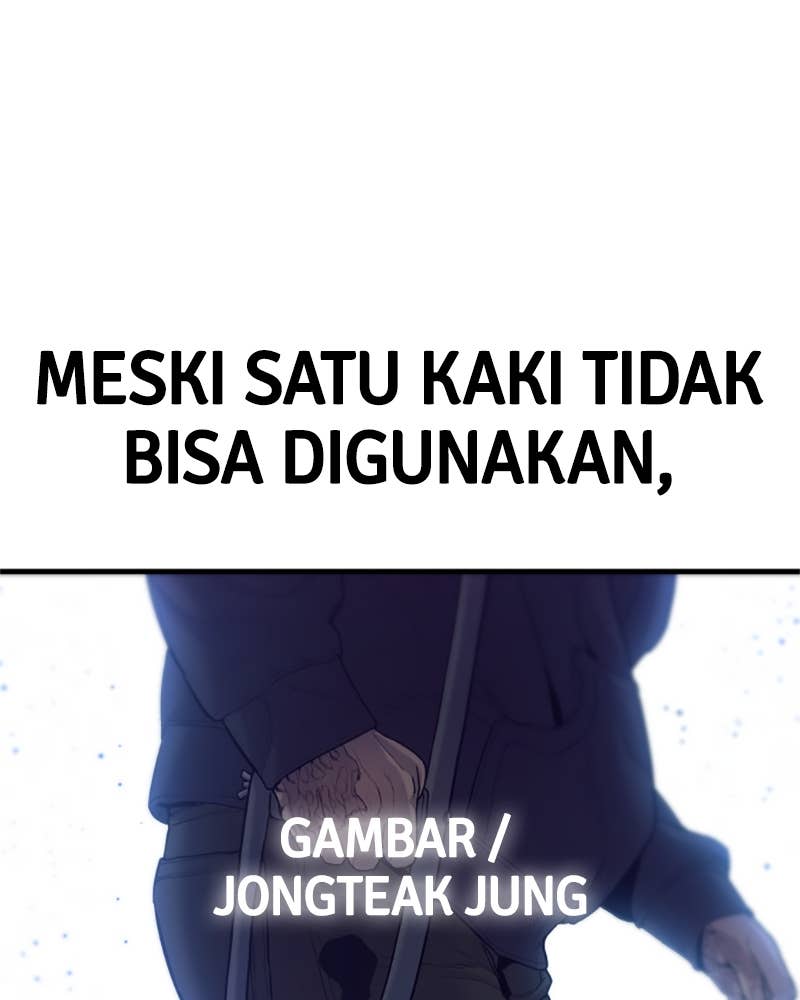 MESKI SATU KAKI TIDAK
BISA DIGUNAKAN,
GAMBAR /
JONGTEAK JUNG